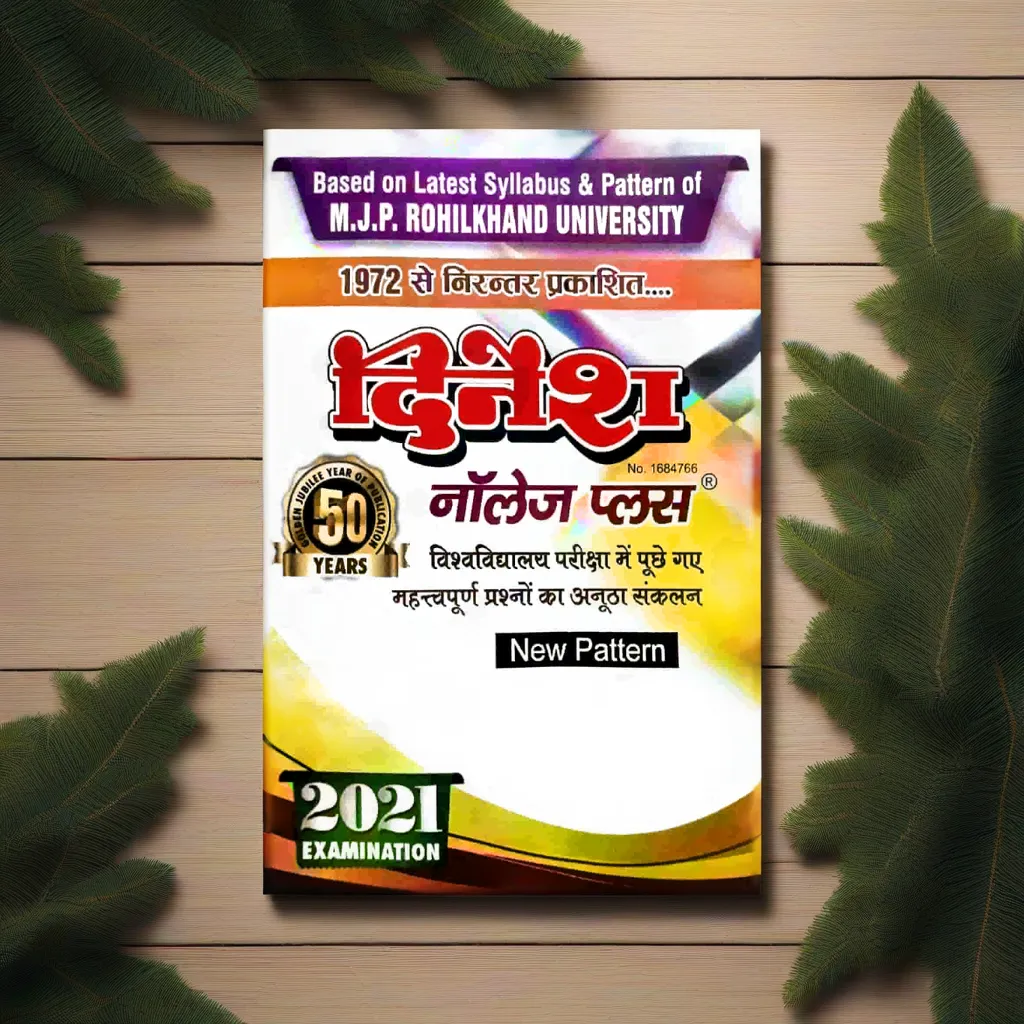 Based on Latest Syllabus & Pattern of
M.J.P. ROHILKHAND UNIVERSITY
1972 से निरन्तर प्रकाशित....
दिनेश
No. 1684766
नॉलेज प्लस ®
GOLDEN JUBILEE YEAR OF PUBLICATION
50
YEARS
विश्वविद्यालय परीक्षा में पूछे गए
महत्त्वपूर्ण प्रश्नों का अनूठा संकलन
New Pattern
2021
EXAMINATION